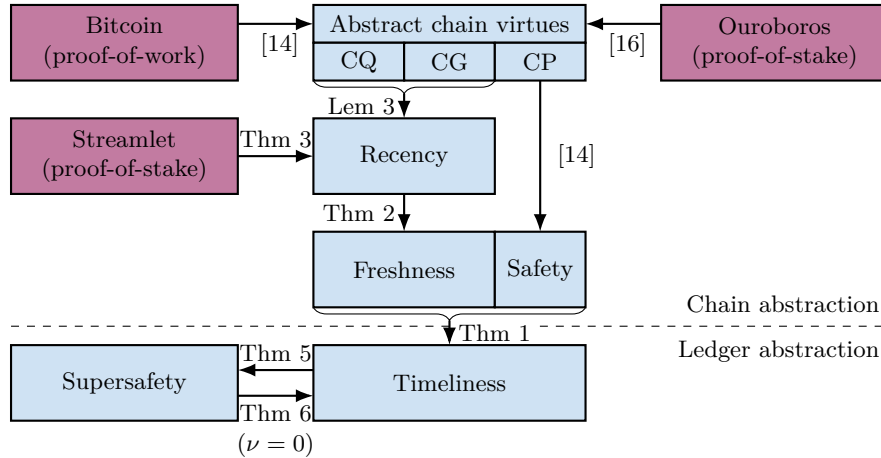 Bitcoin
(proof-of-work)
[14]
Abstract chain virtues
CQ
CG
CP
[16]
Ouroboros
(proof-of-stake)
Lem 3
Streamlet
(proof-of-stake)
Thm 3
Recency
[14]
Thm 2
Freshness
Safety
Chain abstraction
Thm 1
Ledger abstraction
Supersafety
Thm 5
Thm 6
(ν = 0)
Timeliness